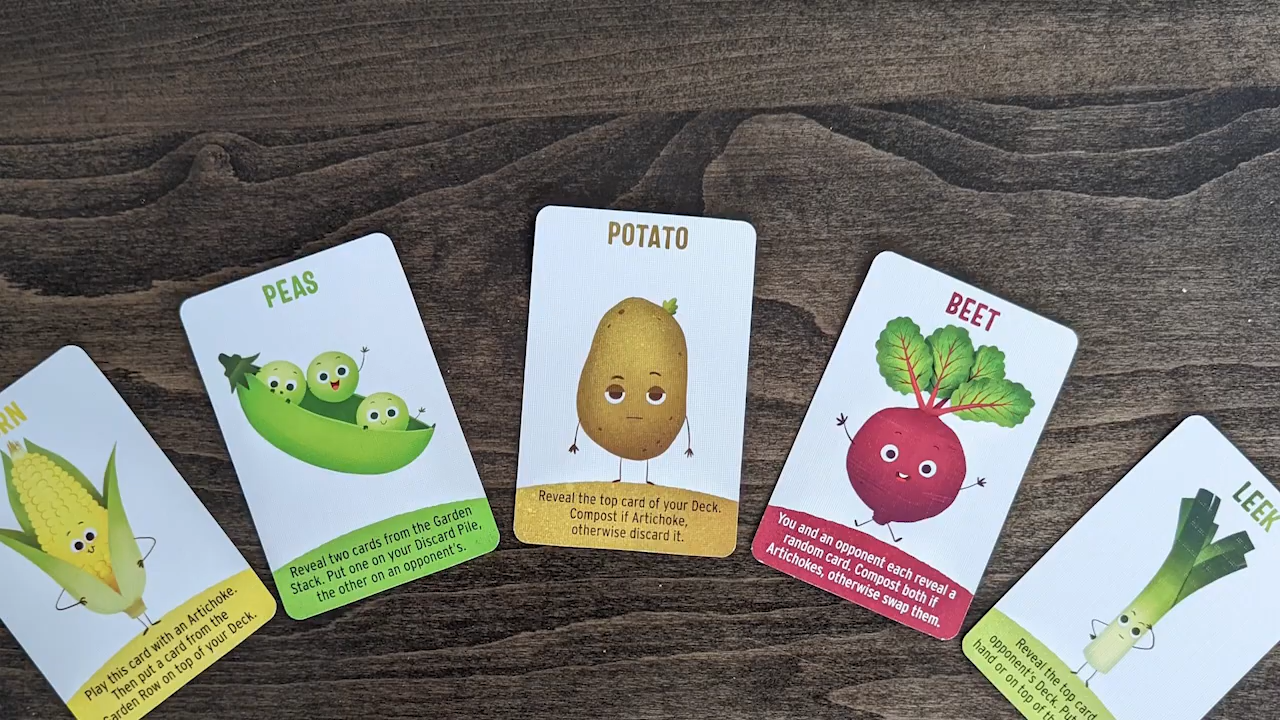 RN
Play this card with an Artichoke.
Then put a card from the
Garden Row on top of your Deck.
PEAS
Reveal two cards from the Garden
Stack. Put one on your Discard Pile,
the other on an opponent's.
POTATO
Reveal the top card of your Deck.
Compost if Artichoke,
otherwise discard it.
BEET
You and an opponent each reveal a
random card. Compost both if
Artichokes, otherwise swap them.
LEEK
Reveal the top card
opponent's Deck. Put
hand or on top of